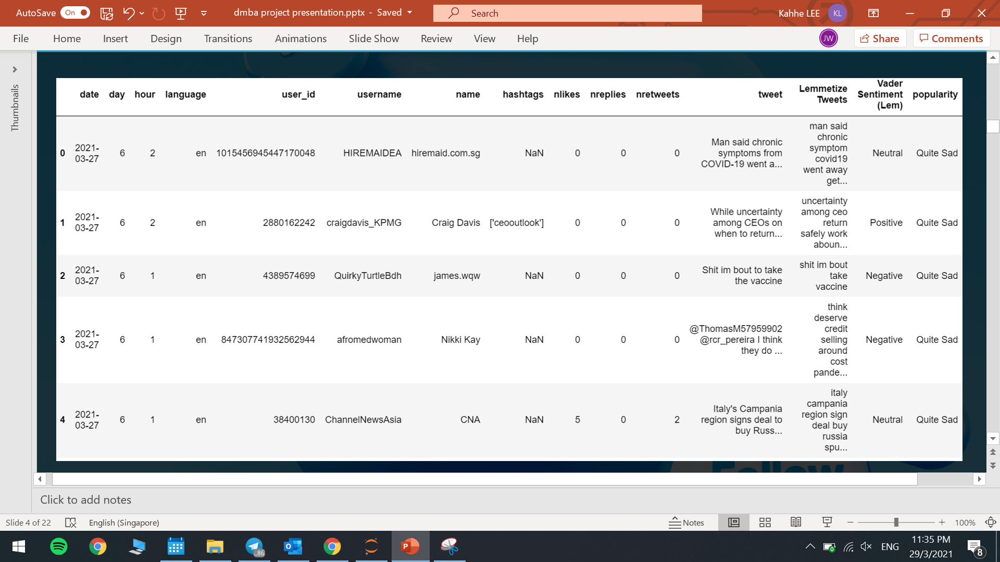 AutoSave On dmba project presentation.pptx - Saved Search Kahhe LEE KL
File Home Insert Design Transitions Animations Slide Show Review View Help JW Share Comments
Thumbnails
date day hour language user_id username name hashtags nlikes nreplies nretweets tweet Lemmetize Tweets Vader Sentiment (Lem) popularity
0 2021-03-27 6 2 en 1015456945447170048 HIREMAIDEA hiremaid.com.sg NaN 0 0 0 Man said chronic symptoms from COVID-19 went a... man said chronic symptom covid19 went away get... Neutral Quite Sad
1 2021-03-27 6 2 en 2880162242 craigdavis_KPMG Craig Davis ['ceooutlook'] 0 0 0 While uncertainty among CEOs on when to return... uncertainty among ceo return safely work aboun... Positive Quite Sad
2 2021-03-27 6 1 en 4389574699 QuirkyTurtleBdh james.wqw NaN 0 0 0 Shit im bout to take the vaccine shit im bout take vaccine Negative Quite Sad
3 2021-03-27 6 1 en 847307741932562944 afromedwoman Nikki Kay NaN 0 0 0 @ThomasM57959902 @rcr_pereira I think they do ... think deserve credit selling around cost pande... Negative Quite Sad
4 2021-03-27 6 1 en 38400130 ChannelNewsAsia CNA NaN 5 0 2 Italy's Campania region signs deal to buy Russ... italy campania region sign deal buy russia spu... Neutral Quite Sad
Follow
Click to add notes
Slide 4 of 22 English (Singapore) Notes 100%
..86 P ENG 11:35 PM 29/3/2021 8